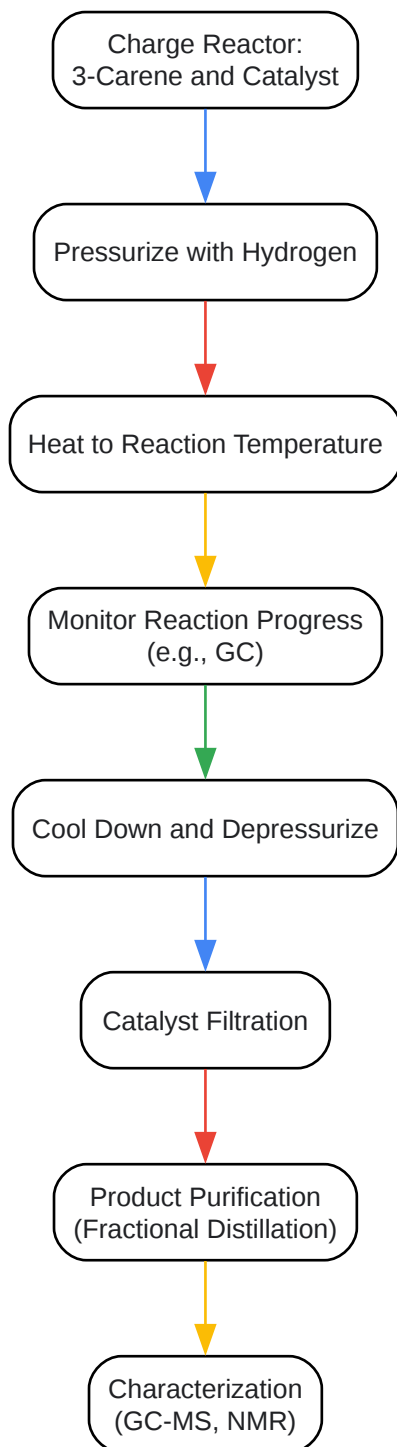 Charge Reactor:
3-Carene and Catalyst
Pressurize with Hydrogen
Heat to Reaction Temperature
Monitor Reaction Progress
(e.g., GC)
Cool Down and Depressurize
Catalyst Filtration
Product Purification
(Fractional Distillation)
Characterization
(GC-MS, NMR)